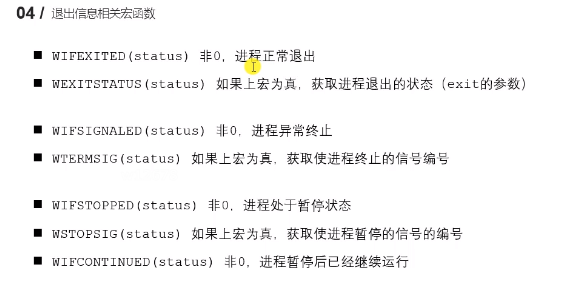 04 / 退出信息相关宏函数
■ WIFEXITED(status) 非0，进程正常退出
■ WEXITSTATUS(status) 如果上宏为真，获取进程退出的状态（exit的参数）
■ WIFSIGNALED(status) 非0，进程异常终止
■ WTERMSIG(status) 如果上宏为真，获取使进程终止的信号编号
■ WIFSTOPPED(status) 非0，进程处于暂停状态
■ WSTOPSIG(status) 如果上宏为真，获取使进程暂停的信号的编号
■ WIFCONTINUED(status) 非0，进程暂停后已经继续运行